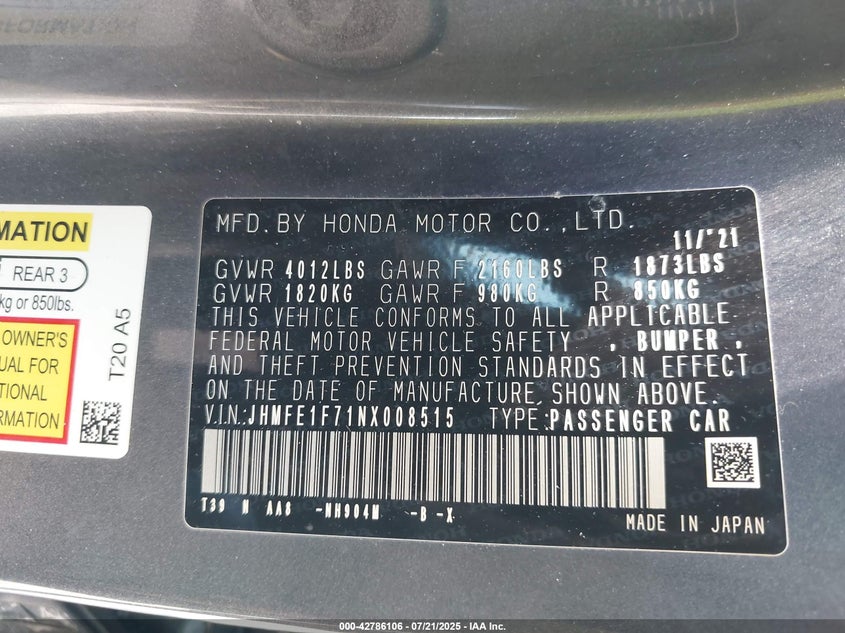 MATION
REAR 3
kg or 850lbs.
OWNER'S
UAL FOR
TIONAL
RMATION
T20 A5
MFD. BY HONDA MOTOR CO., LTD.
11/'21
GVWR 4012LBS GAWR F 2160LBS R 1873LBS
GVWR 1820KG GAWR F 980KG R 850KG
THIS VEHICLE CONFORMS TO ALL APPLICABLE
FEDERAL MOTOR VEHICLE SAFETY , BUMPER ,
AND THEFT PREVENTION STANDARDS IN EFFECT
ON THE DATE OF MANUFACTURE SHOWN ABOVE.
V.I.N.: JHMFE1F71NX008515 TYPE: PASSENGER CAR
T39 N AA8 -NH904M -B -X
MADE IN JAPAN
000-42786106 - 07/21/2025 - IAA Inc.